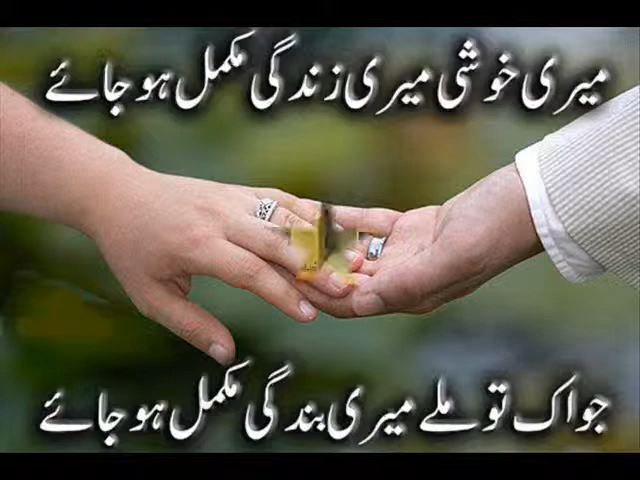 میری خوشی میری زندگی مکمل ہو جائے
جو اک تو ملے میری بندگی مکمل ہو جائے